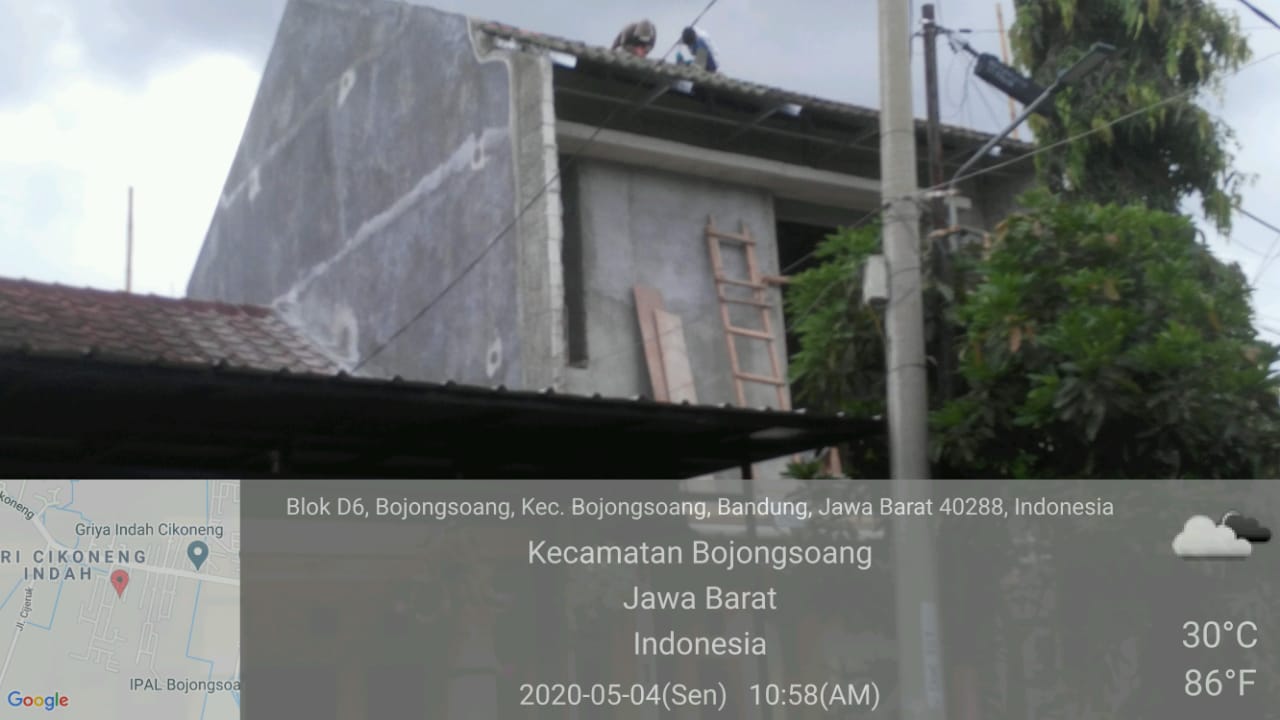 Blok D6, Bojongsoang, Kec. Bojongsoang, Bandung, Jawa Barat 40288, Indonesia
Kecamatan Bojongsoang
Jawa Barat
Indonesia
2020-05-04(Sen) 10:58(AM)
30°C
86°F
koneng
Griya Indah Cikoneng
RI CIKONENG
INDAH
Jl. Cijeruk
IPAL Bojongsoa
Google